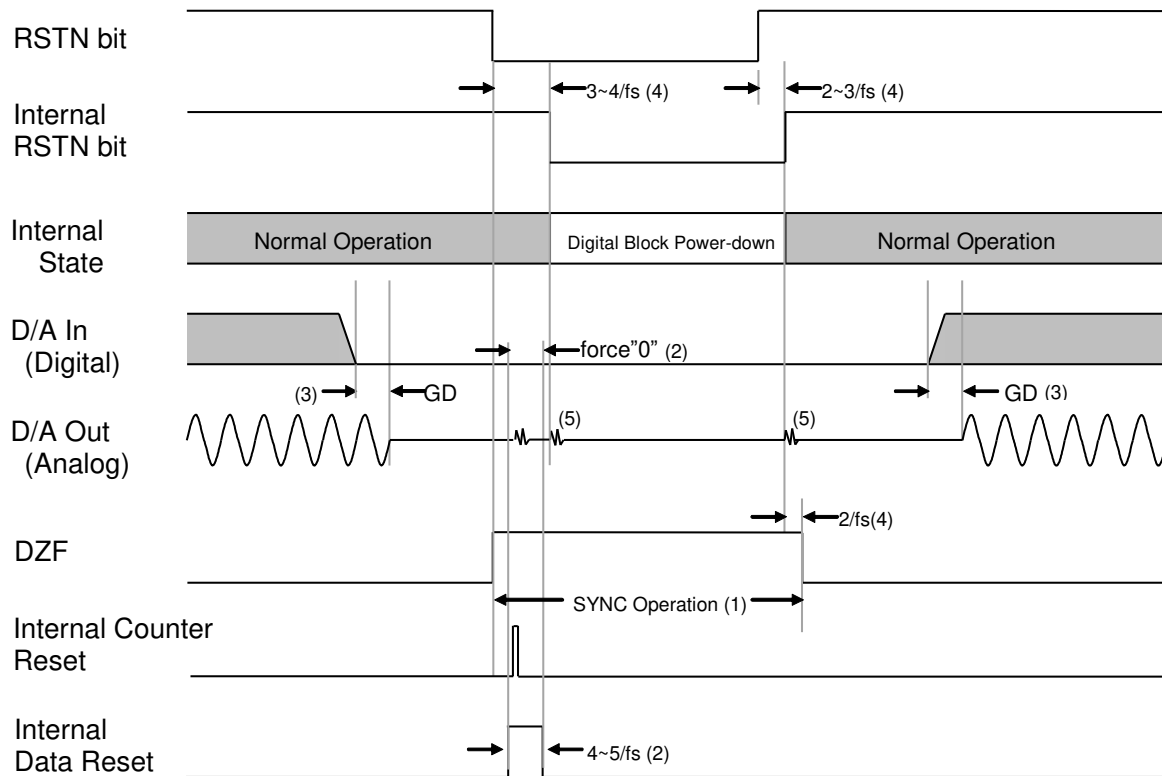 RSTN bit
3~4/fs (4)
2~3/fs (4)
Internal
RSTN bit
Internal
State
Normal Operation
Digital Block Power-down
Normal Operation
D/A In
(Digital)
force”0” (2)
(3)
GD
GD (3)
D/A Out
(Analog)
(5)
(5)
2/fs(4)
DZF
SYNC Operation (1)
Internal Counter
Reset
Internal
Data Reset
4~5/fs (2)